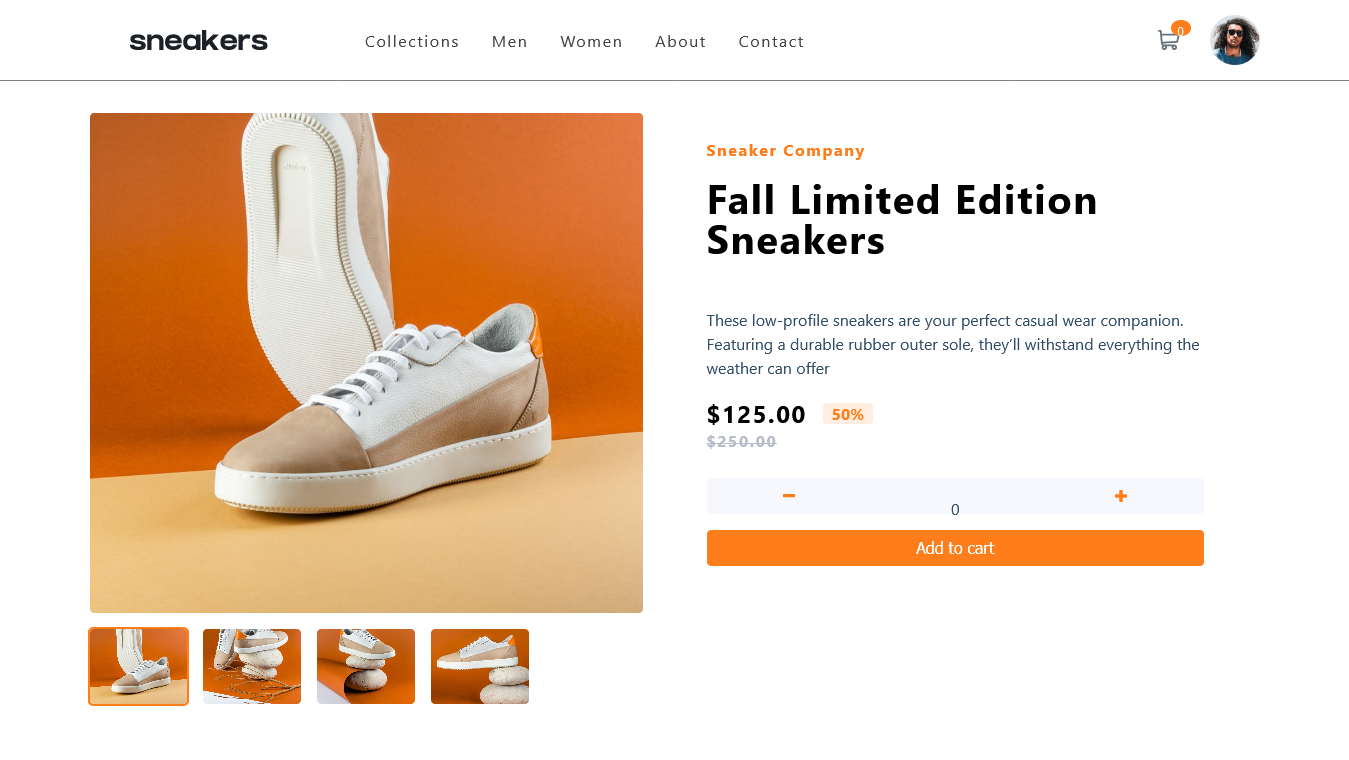 sneakers
Collections Men Women About Contact
0
Sneaker Company
Fall Limited Edition
Sneakers
These low-profile sneakers are your perfect casual wear companion.
Featuring a durable rubber outer sole, they’ll withstand everything the
weather can offer
$125.00 50%
$250.00
− +
0
Add to cart